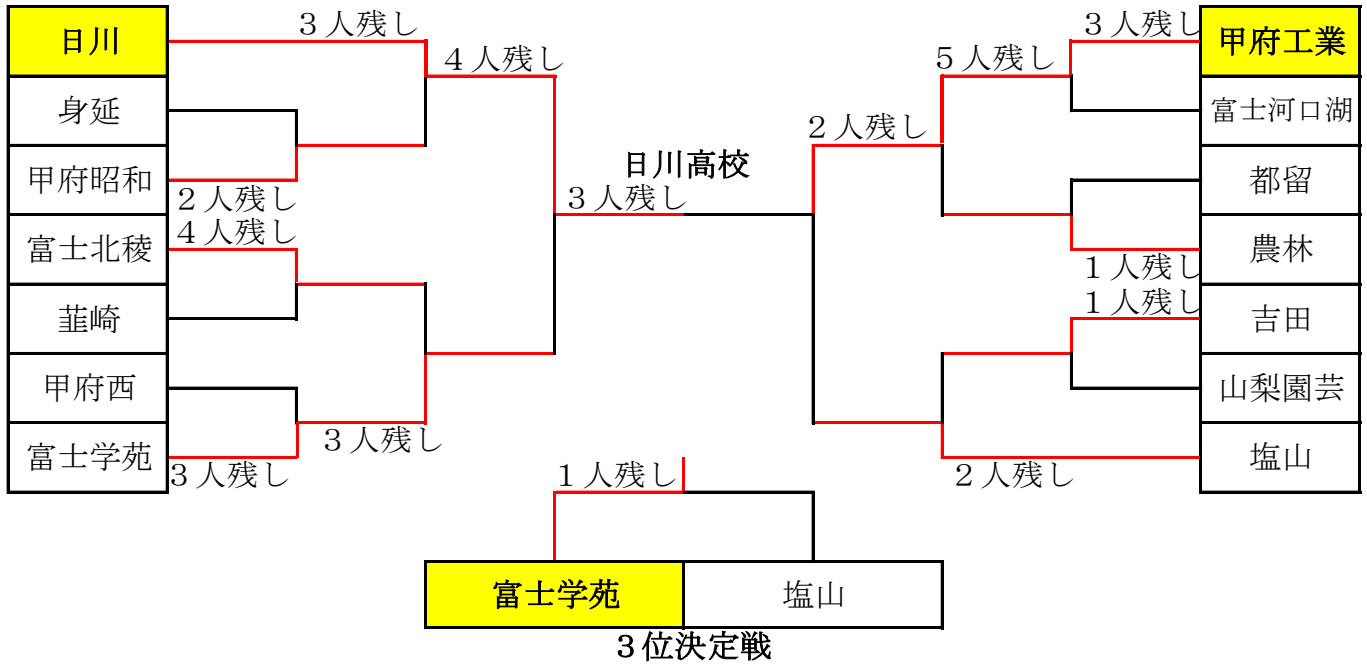 日川
身延
甲府昭和
富士北稜
韮崎
甲府西
富士学苑
３人残し
２人残し
４人残し
３人残し
４人残し
３人残し
日川高校
３人残し
２人残し
５人残し
３人残し
１人残し
１人残し
２人残し
甲府工業
富士河口湖
都留
農林
吉田
山梨園芸
塩山
１人残し
富士学苑
塩山
３位決定戦